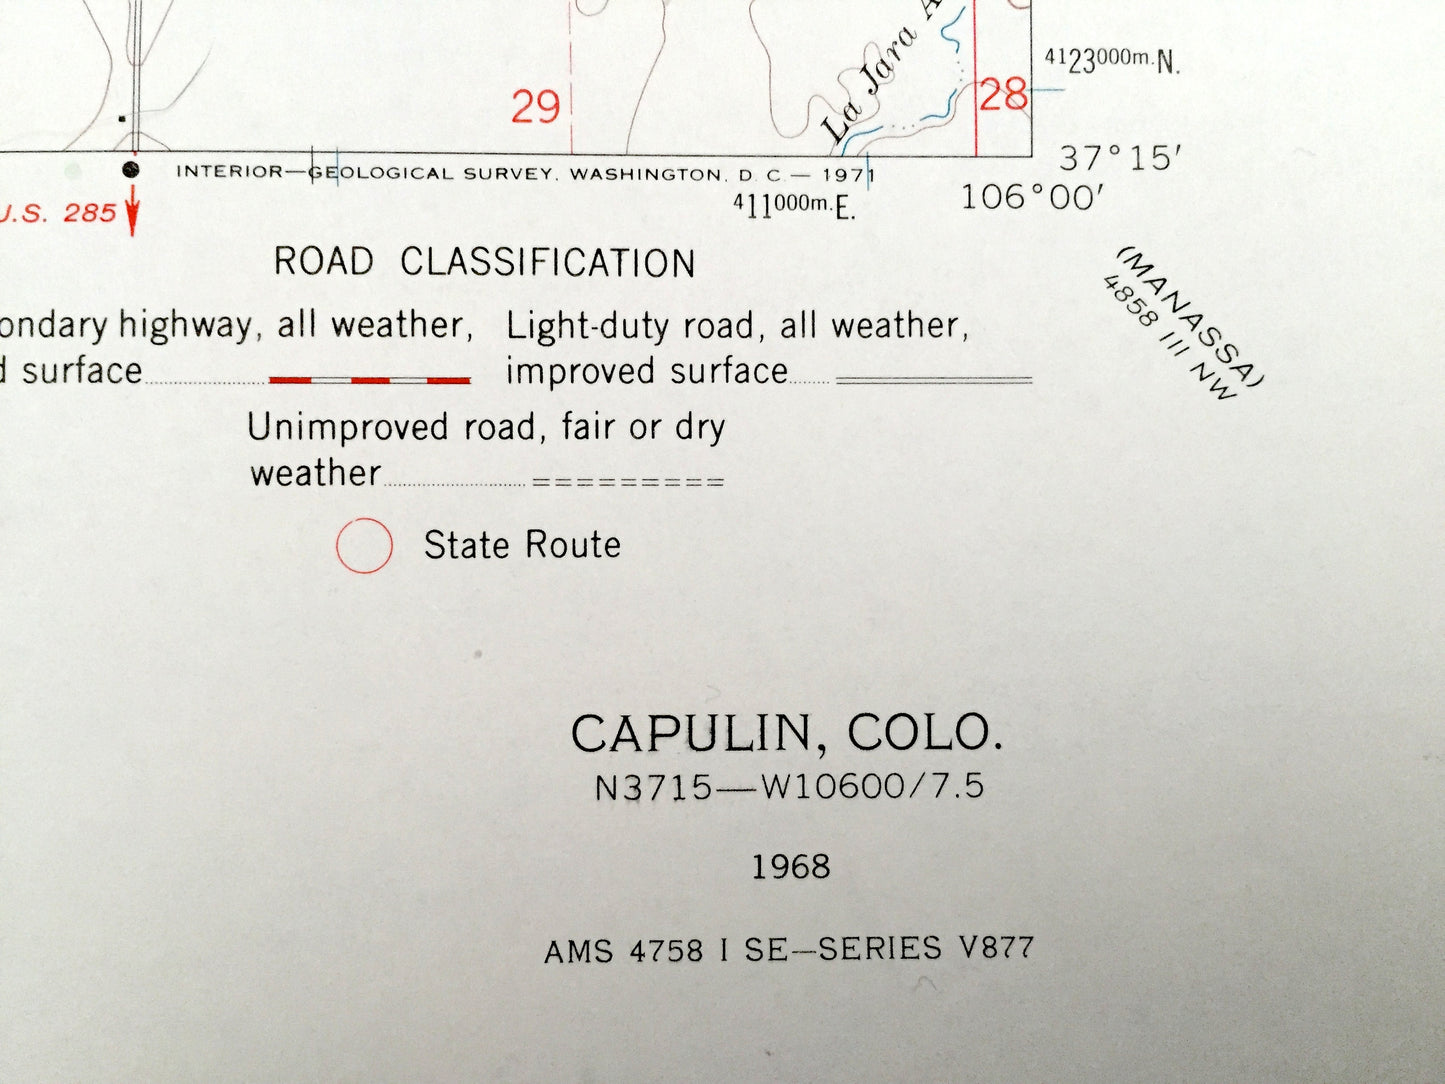 La Jara
29
28
4123000m.N.
37°15′
INTERIOR—GEOLOGICAL SURVEY, WASHINGTON, D. C.— 1971
106°00′
411000m.E.
U.S. 285
ROAD CLASSIFICATION
(MANASSA)
4858 III NW
ondary highway, all weather,
surface
Light-duty road, all weather,
improved surface
Unimproved road, fair or dry
weather
State Route
CAPULIN, COLO.
N3715—W10600/7.5
1968
AMS 4758 I SE—SERIES V877